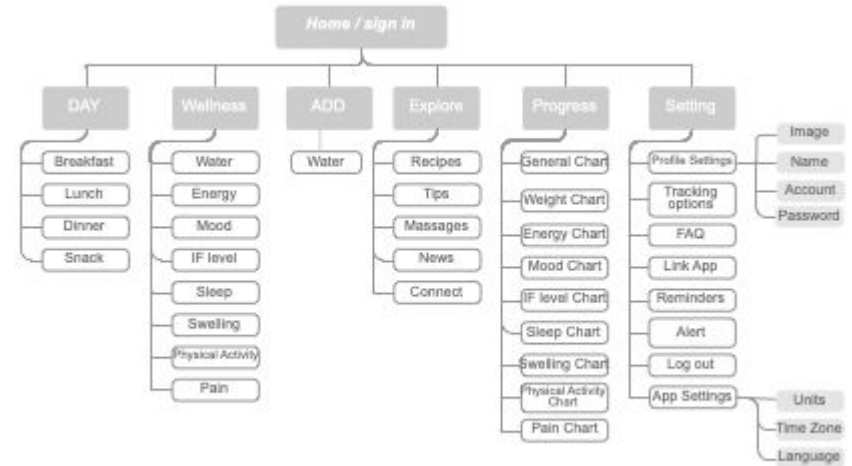 Home / sign in
DAY
Wellness
ADD
Explore
Progress
Setting
Breakfast
Lunch
Dinner
Snack
Water
Energy
Mood
IF level
Sleep
Swelling
Physical Activity
Pain
Water
Recipes
Tips
Massages
News
Connect
General Chart
Weight Chart
Energy Chart
Mood Chart
IF level Chart
Sleep Chart
Swelling Chart
Physical Activity
Chart
Pain Chart
Profile Settings
Tracking
options
FAQ
Link App
Reminders
Alert
Log out
App Settings
Image
Name
Account
Password
Units
Time Zone
Language